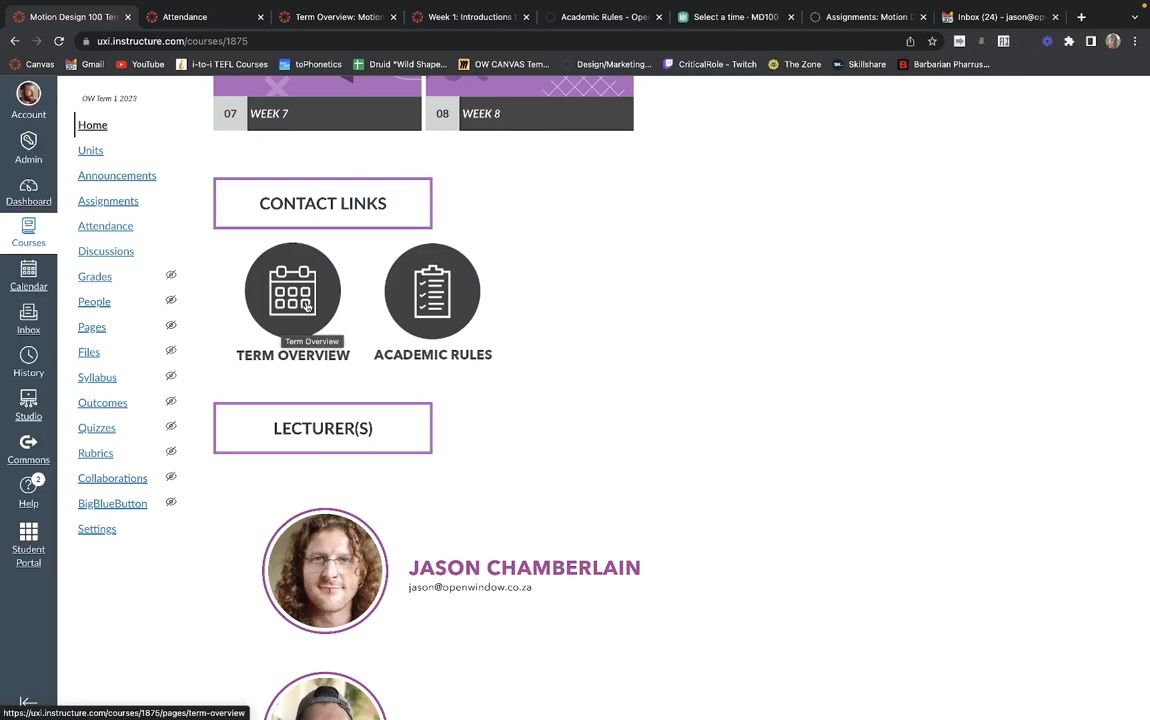 Motion Design 100 Ter
Attendance
Term Overview: Motion
Week 1: Introductions
Academic Rules - Oper
Select a time · MD100
Assignments: Motion D
Inbox (24) - jason@op
uxi.instructure.com/courses/1875
Canvas
Gmail
YouTube
i-to-i TEFL Courses
toPhonetics
Druid "Wild Shape...
OW CANVAS Tem...
Design/Marketing...
CriticalRole - Twitch
The Zone
Skillshare
Barbarian Pharrus...
Account
Admin
Dashboard
Courses
Calendar
Inbox
History
Studio
Commons
2
Help
Student
Portal
OW Term 1 2023
Home
Units
Announcements
Assignments
Attendance
Discussions
Grades
People
Pages
Files
Syllabus
Outcomes
Quizzes
Rubrics
Collaborations
BigBlueButton
Settings
07 WEEK 7
08 WEEK 8
CONTACT LINKS
Term Overview
TERM OVERVIEW
ACADEMIC RULES
LECTURER(S)
JASON CHAMBERLAIN
jason@openwindow.co.za
https://uxi.instructure.com/courses/1875/pages/term-overview